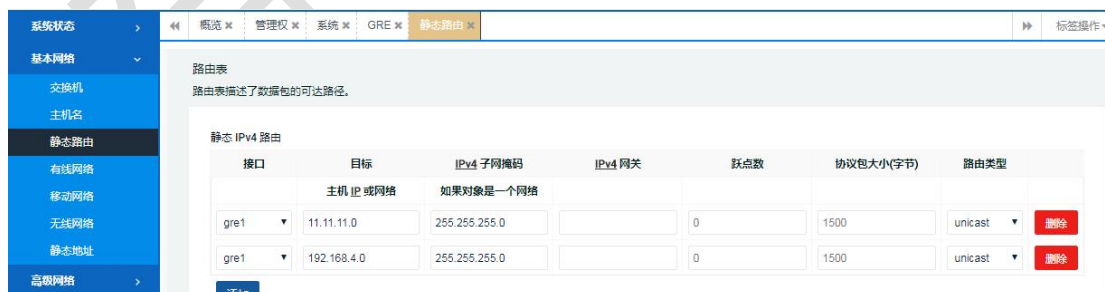 系统状态
概览 管理权 系统 GRE 静态路由 标签操作
基本网络
交换机
主机名
静态路由
有线网络
移动网络
无线网络
静态地址
高级网络
路由表
路由表描述了数据包的可达路径。
静态 IPv4 路由
接口 目标 IPv4 子网掩码 IPv4 网关 跃点数 协议包大小(字节) 路由类型
主机 IP 或网络 如果对象是一个网络
gre1 11.11.11.0 255.255.255.0 0 1500 unicast 删除
gre1 192.168.4.0 255.255.255.0 0 1500 unicast 删除